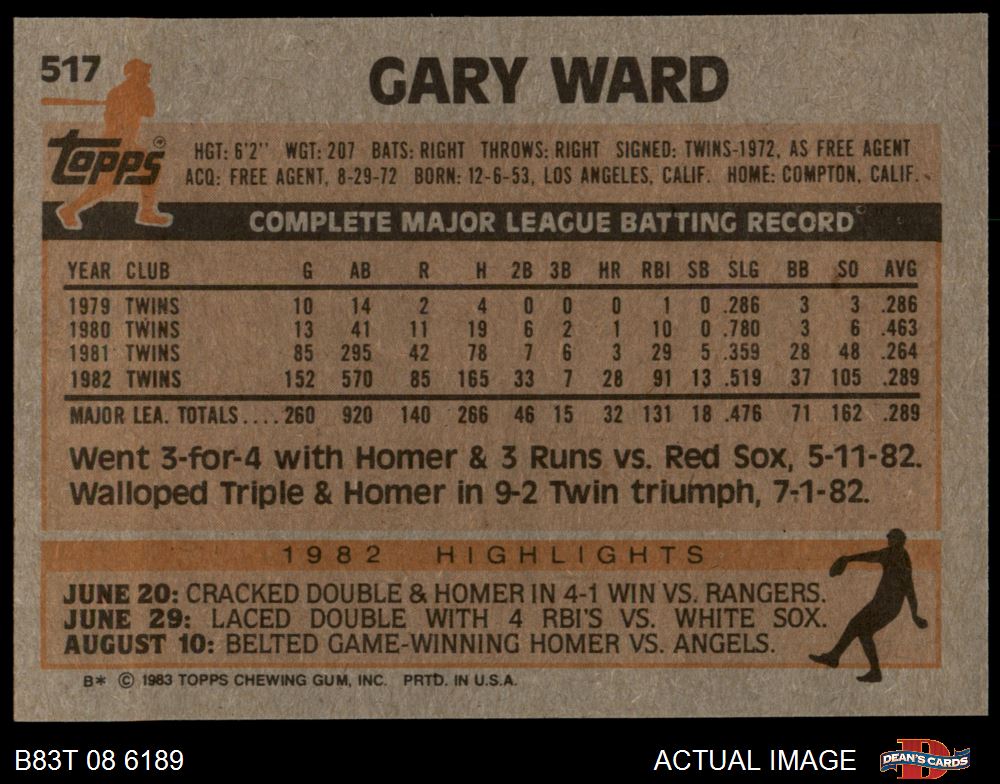 517
GARY WARD
TOPPS®
HGT: 6'2" WGT: 207 BATS: RIGHT THROWS: RIGHT SIGNED: TWINS-1972, AS FREE AGENT
ACQ: FREE AGENT, 8-29-72 BORN: 12-6-53, LOS ANGELES, CALIF. HOME: COMPTON, CALIF.
COMPLETE MAJOR LEAGUE BATTING RECORD
YEAR CLUB G AB R H 2B 3B HR RBI SB SLG BB SO AVG
1979 TWINS 10 14 2 4 0 0 0 1 0 .286 3 3 .286
1980 TWINS 13 41 11 19 6 2 1 10 0 .780 3 6 .463
1981 TWINS 85 295 42 78 7 6 3 29 5 .359 28 48 .264
1982 TWINS 152 570 85 165 33 7 28 91 13 .519 37 105 .289
MAJOR LEA. TOTALS.... 260 920 140 266 46 15 32 131 18 .476 71 162 .289
Went 3-for-4 with Homer & 3 Runs vs. Red Sox, 5-11-82.
Walloped Triple & Homer in 9-2 Twin triumph, 7-1-82.
1982 HIGHLIGHTS
JUNE 20: CRACKED DOUBLE & HOMER IN 4-1 WIN VS. RANGERS.
JUNE 29: LACED DOUBLE WITH 4 RBI'S VS. WHITE SOX.
AUGUST 10: BELTED GAME-WINNING HOMER VS. ANGELS.
B* © 1983 TOPPS CHEWING GUM, INC. PRTD. IN U.S.A.
B83T 08 6189 ACTUAL IMAGE D DEAN'S CARDS